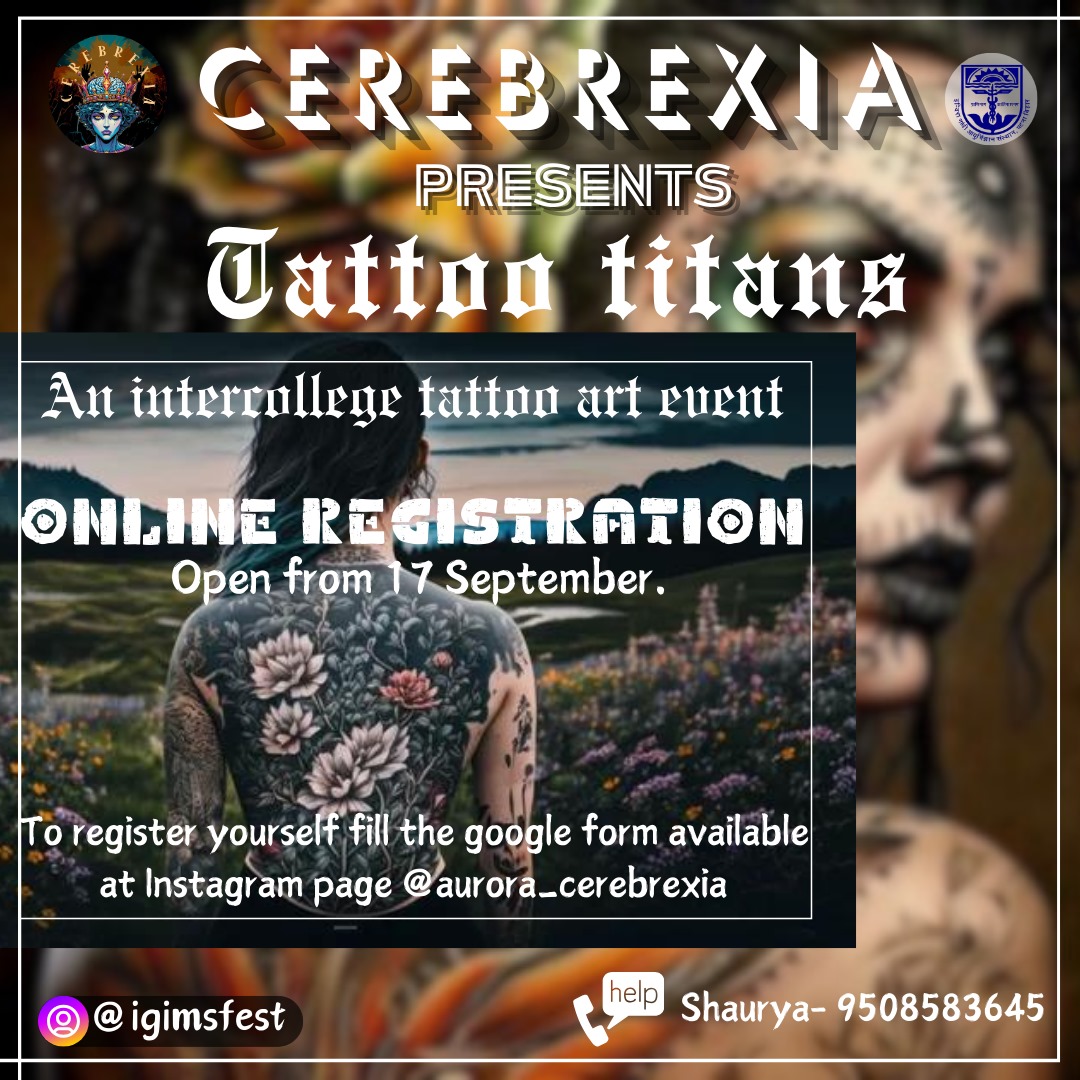 CEREBREXIA
CEREBREXIA
PRESENTS
Tattoo titans
An intercollege tattoo art event
ONLINE REGISTRATION
Open from 17 September.
To register yourself fill the google form available
at Instagram page @aurora_cerebrexia
@igimsfest
help
Shaurya- 9508583645